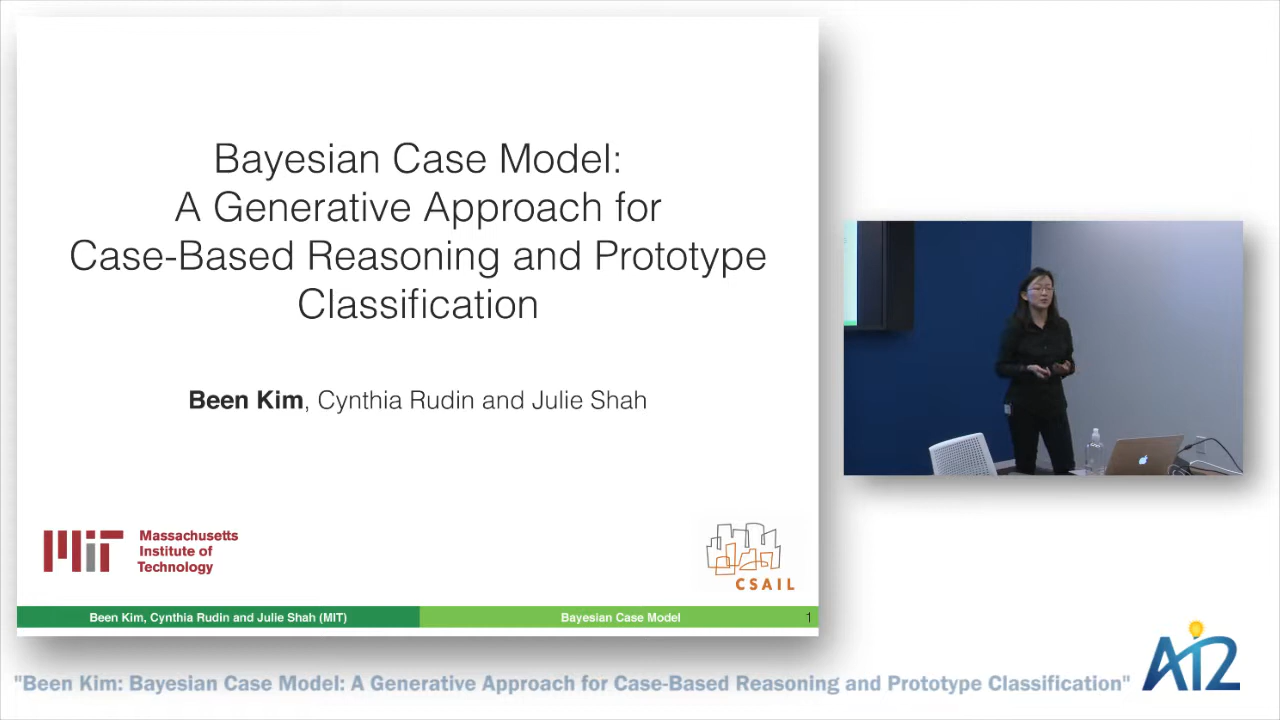 Bayesian Case Model:
A Generative Approach for
Case-Based Reasoning and Prototype
Classification
Been Kim, Cynthia Rudin and Julie Shah
Massachusetts
Institute of
Technology
MIT
CSAIL
Been Kim, Cynthia Rudin and Julie Shah (MIT)
Bayesian Case Model
1
"Been Kim: Bayesian Case Model: A Generative Approach for Case-Based Reasoning and Prototype Classification"
AI2